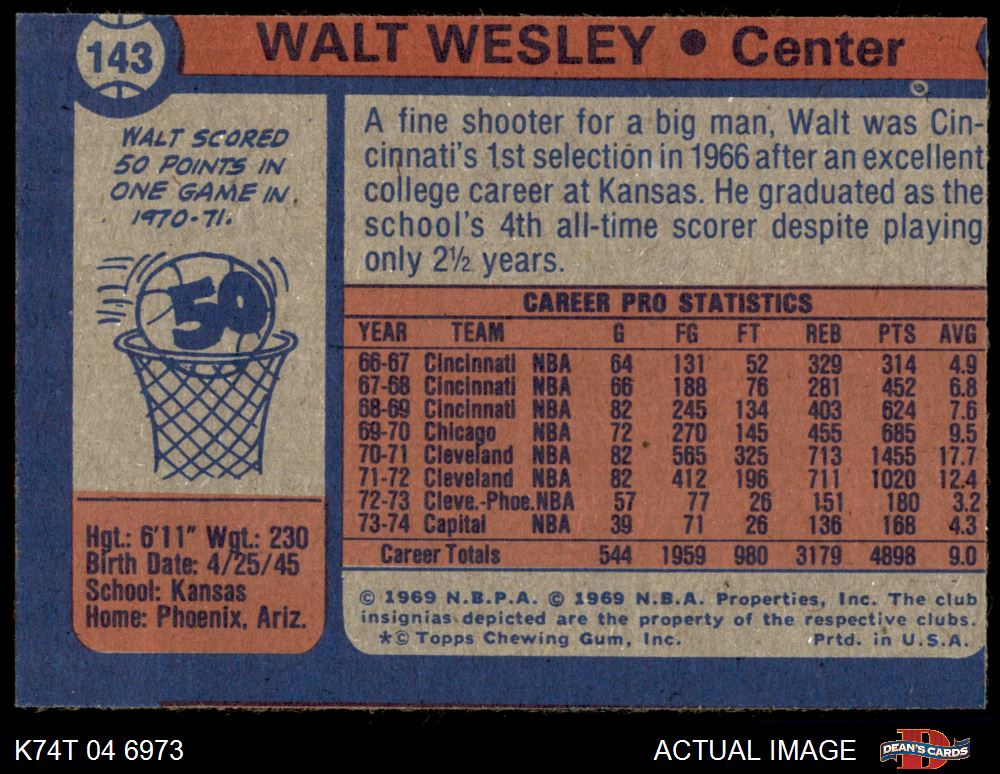 143
WALT WESLEY • Center
WALT SCORED
50 POINTS IN
ONE GAME IN
1970-71.
50
Hgt.: 6'11" Wgt.: 230
Birth Date: 4/25/45
School: Kansas
Home: Phoenix, Ariz.
A fine shooter for a big man, Walt was Cin-
cinnati's 1st selection in 1966 after an excellent
college career at Kansas. He graduated as the
school's 4th all-time scorer despite playing
only 2½ years.
CAREER PRO STATISTICS
YEAR TEAM G FG FT REB PTS AVG
66-67 Cincinnati NBA 64 131 52 329 314 4.9
67-68 Cincinnati NBA 66 188 76 281 452 6.8
68-69 Cincinnati NBA 82 245 134 403 624 7.6
69-70 Chicago NBA 72 270 145 455 685 9.5
70-71 Cleveland NBA 82 565 325 713 1455 17.7
71-72 Cleveland NBA 82 412 196 711 1020 12.4
72-73 Cleve.-Phoe. NBA 57 77 26 151 180 3.2
73-74 Capital NBA 39 71 26 136 168 4.3
Career Totals 544 1959 980 3179 4898 9.0
© 1969 N.B.P.A. © 1969 N.B.A. Properties, Inc. The club
insignias depicted are the property of the respective clubs.
*© Topps Chewing Gum, Inc. Prtd. in U.S.A.
K74T 04 6973
ACTUAL IMAGE
D
DEAN'S CARDS